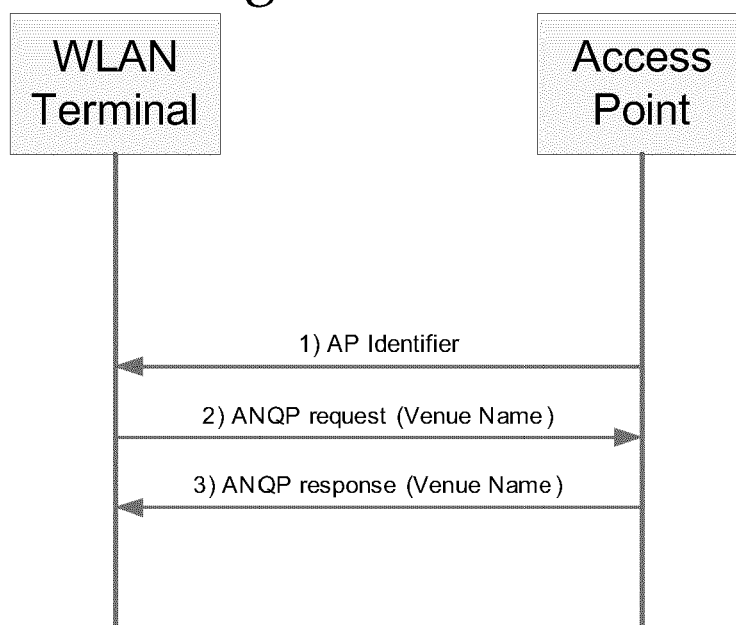 WLAN
Terminal
Access
Point
1) AP Identifier
2) ANQP request (Venue Name)
3) ANQP response (Venue Name)